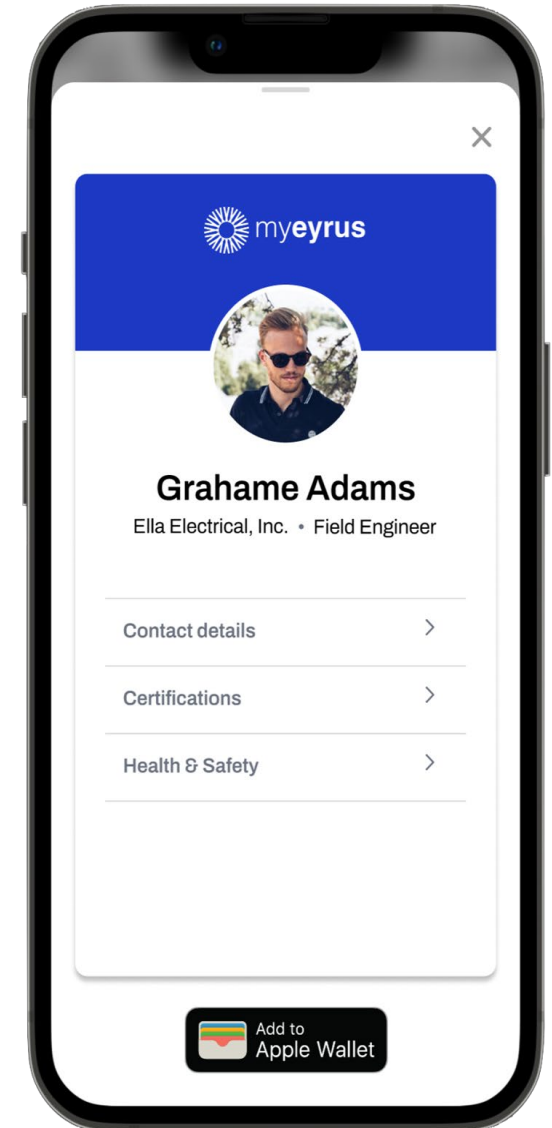 myeyrus
Grahame Adams
Ella Electrical, Inc. • Field Engineer
Contact details
Certifications
Health & Safety
Add to
Apple Wallet